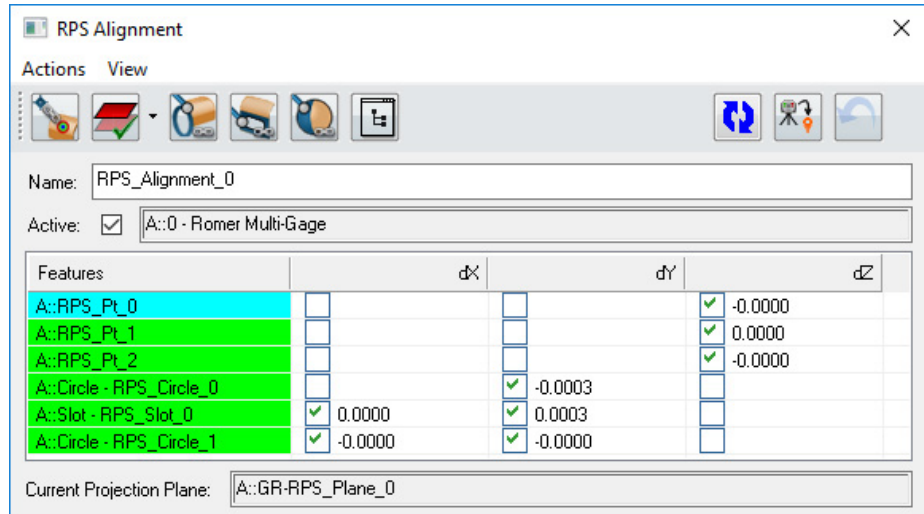 RPS Alignment
Actions View
Name: RPS_Alignment_0
Active: A::0 - Romer Multi-Gage
Features dX dY dZ
A::RPS_Pt_0 -0.0000
A::RPS_Pt_1 0.0000
A::RPS_Pt_2 -0.0000
A::Circle - RPS_Circle_0 -0.0003
A::Slot - RPS_Slot_0 0.0000 0.0003
A::Circle - RPS_Circle_1 -0.0000 -0.0000
Current Projection Plane: A::GR-RPS_Plane_0